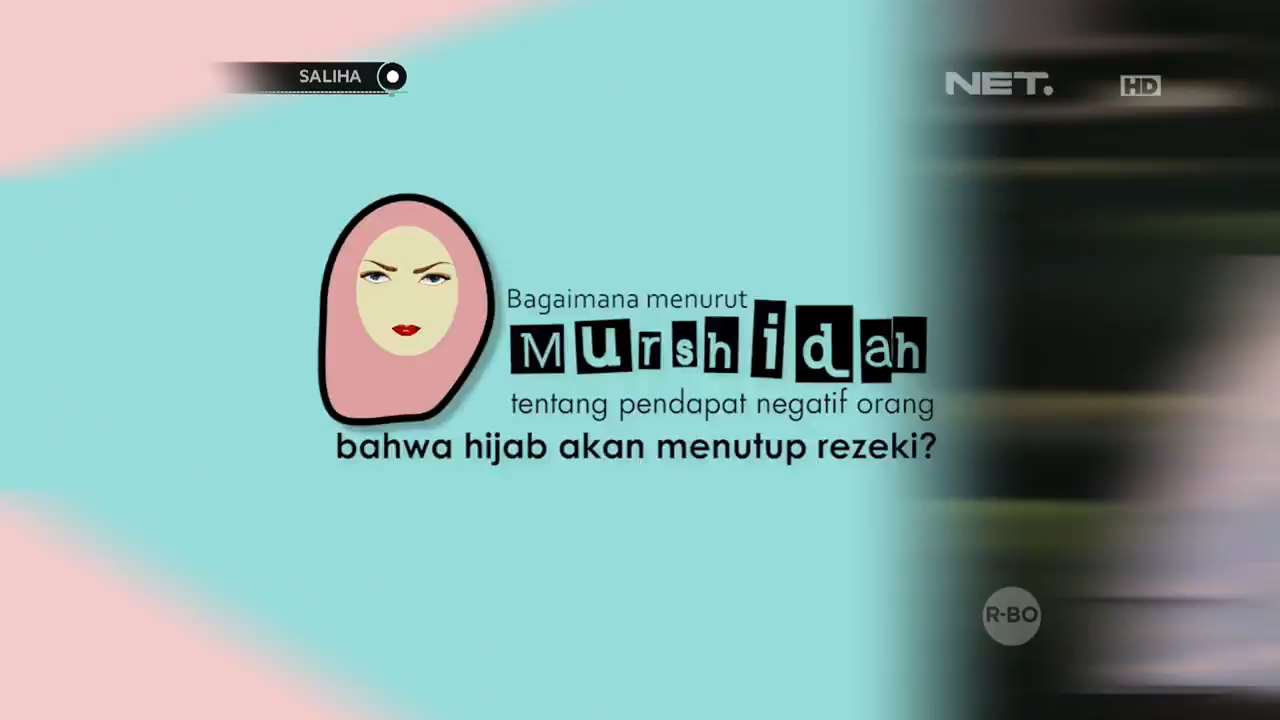 SALIHA
NET.
HD
Bagaimana menurut
Murshidah
tentang pendapat negatif orang
bahwa hijab akan menutup rezeki?
R-BO